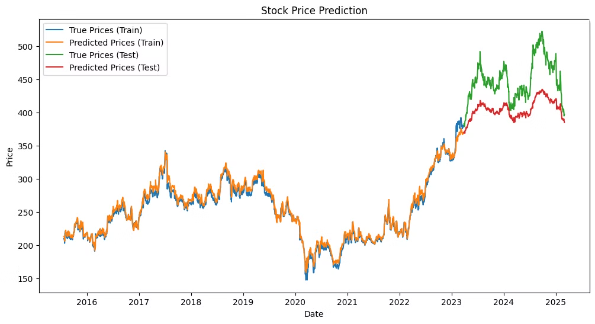 Stock Price Prediction
True Prices (Train)
Predicted Prices (Train)
True Prices (Test)
Predicted Prices (Test)
500
450
400
350
300
250
200
150
Price
2016 2017 2018 2019 2020 2021 2022 2023 2024 2025
Date